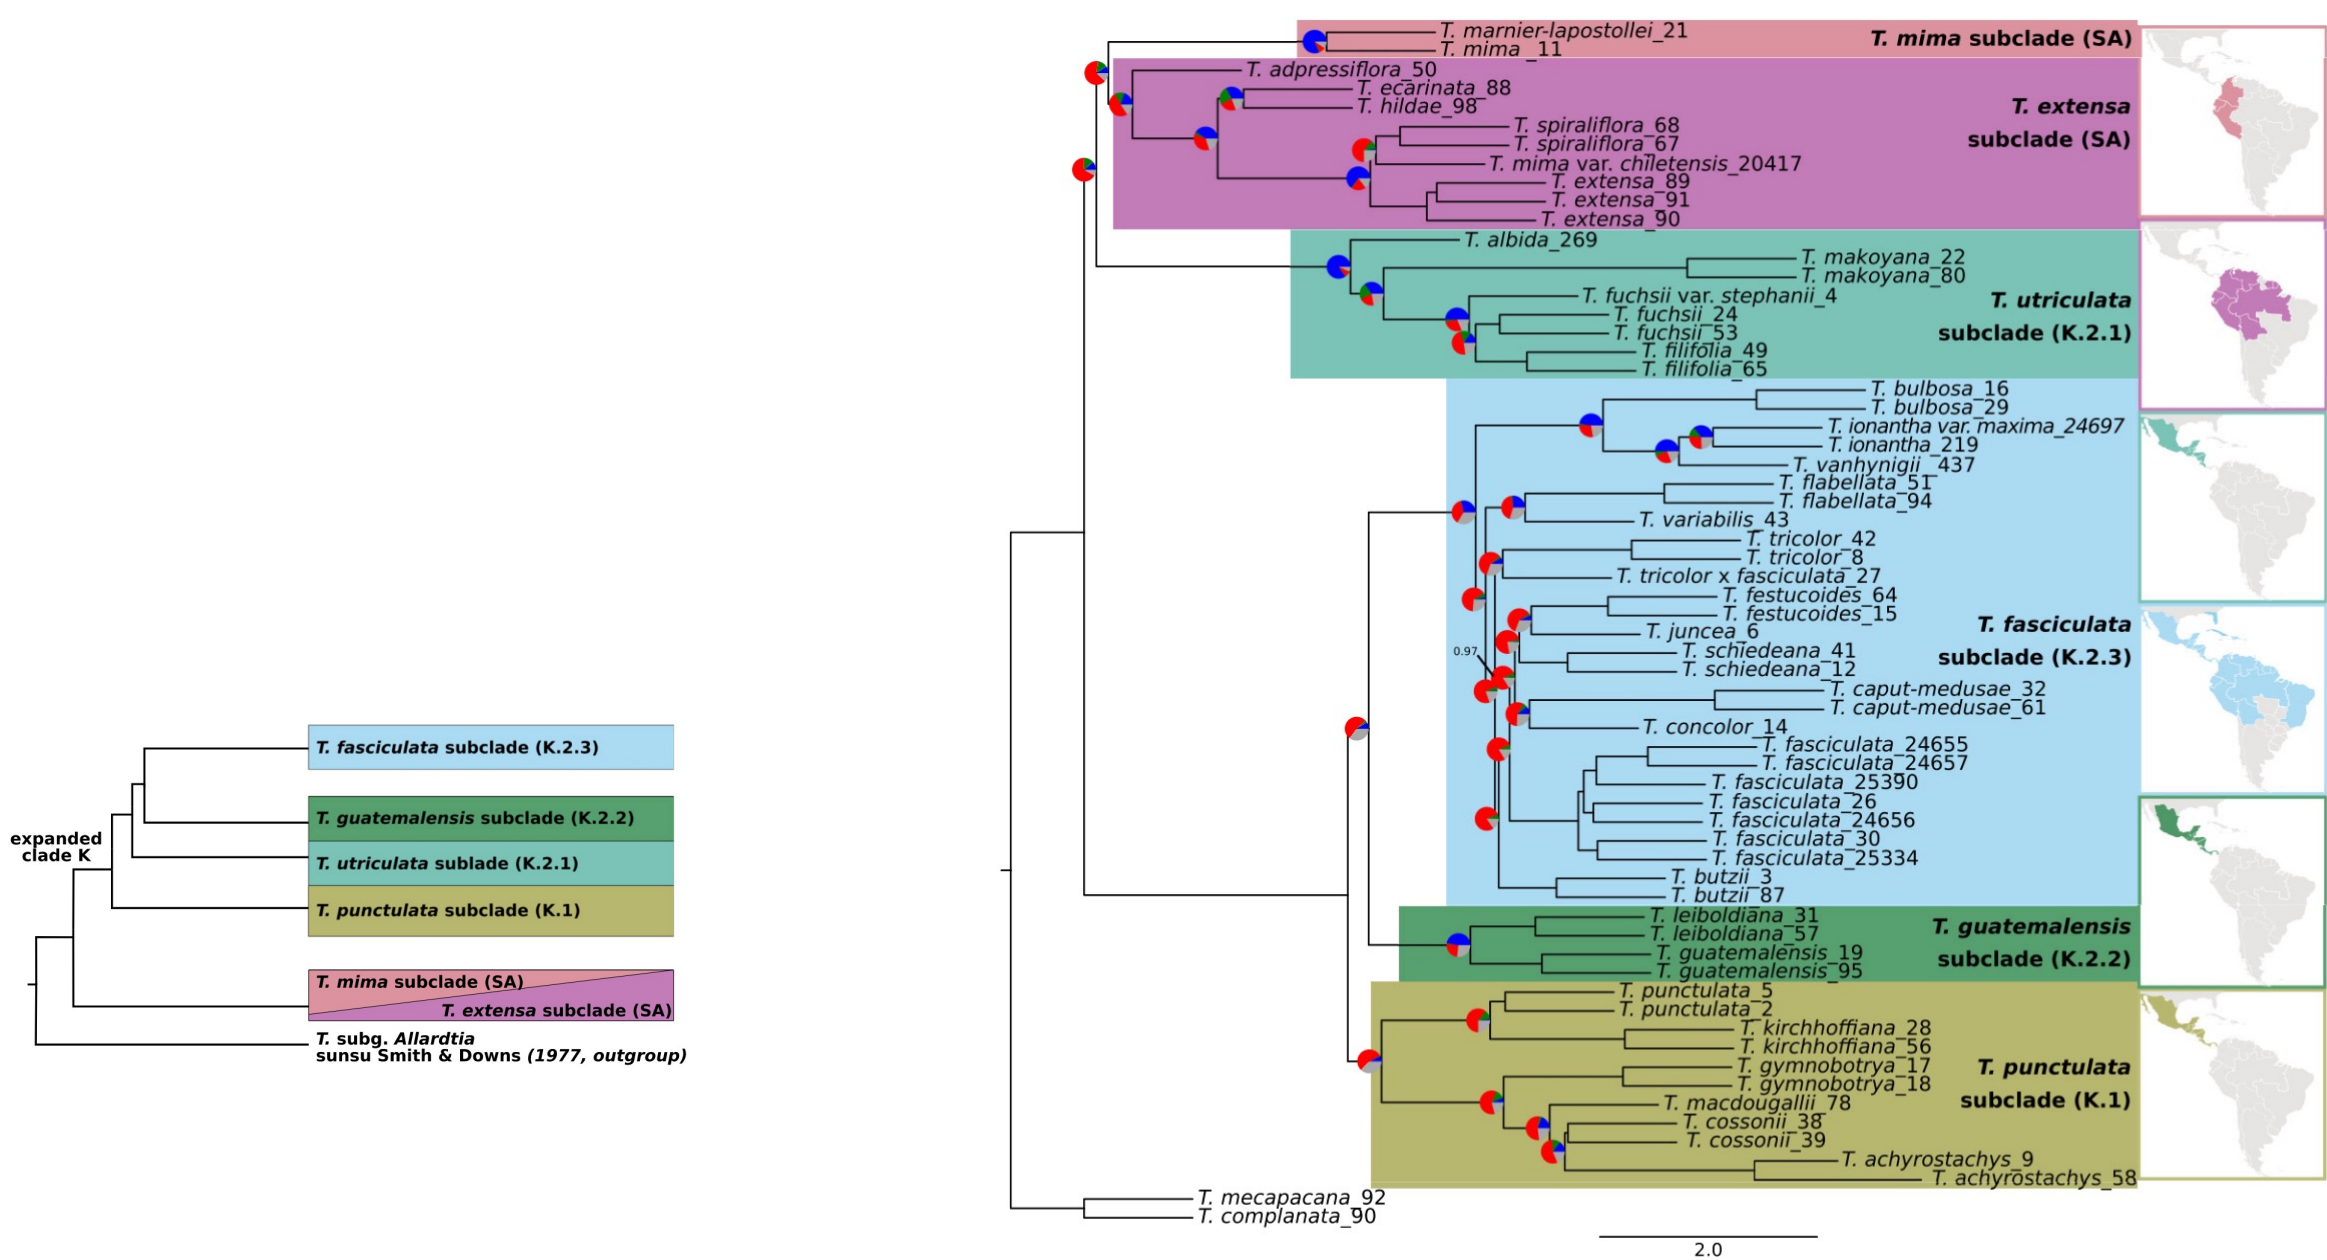 T. fasciculata subclade (K.2.3)
T. guatemalensis subclade (K.2.2)
expanded
clade K
T. utriculata sublade (K.2.1)
T. punctulata subclade (K.1)
T. mima subclade (SA)
T. extensa subclade (SA)
T. subg. Allardtia
sunsu Smith & Downs (1977, outgroup)
T. marnier-lapostollei_21
T. mima _11
T. mima subclade (SA)
T. adpressiflora_50
T. ecarinata_88
T. hildae_98
T. spiraliflora_68
T. spiraliflora_67
T. mima var. chiletensis_20417
T. extensa_89
T. extensa_91
T. extensa_90
T. extensa
subclade (SA)
T. albida_269
T. makoyana_22
T. makoyana_80
T. fuchsii var. stephanii_4
T. fuchsii_24
T. fuchsii_53
T. filifolia_49
T. filifolia_65
T. utriculata
subclade (K.2.1)
T. bulbosa_16
T. bulbosa_29
T. ionantha var. maxima_24697
T. ionantha_219
T. vanhynigii_437
T. flabellata_51
T. flabellata_94
T. variabilis_43
T. tricolor_42
T. tricolor_8
T. tricolor x fasciculata_27
T. festucoides_64
T. festucoides_15
T. juncea_6
0.97
T. schiedeana_41
T. schiedeana_12
T. caput-medusae_32
T. caput-medusae_61
T. concolor_14
T. fasciculata_24655
T. fasciculata_24657
T. fasciculata_25390
T. fasciculata_26
T. fasciculata_24656
T. fasciculata_30
T. fasciculata_25334
T. butzii_3
T. butzii_87
T. fasciculata
subclade (K.2.3)
T. leiboldiana_31
T. leiboldiana_57
T. guatemalensis_19
T. guatemalensis_95
T. guatemalensis
subclade (K.2.2)
T. punctulata_5
T. punctulata_2
T. kirchhoffiana_28
T. kirchhoffiana_56
T. gymnobotrya_17
T. gymnobotrya_18
T. macdougallii_78
T. cossonii_38
T. cossonii_39
T. achyrostachys_9
T. achyrostachys_58
T. punctulata
subclade (K.1)
T. mecapacana_92
T. complanata_90
2.0